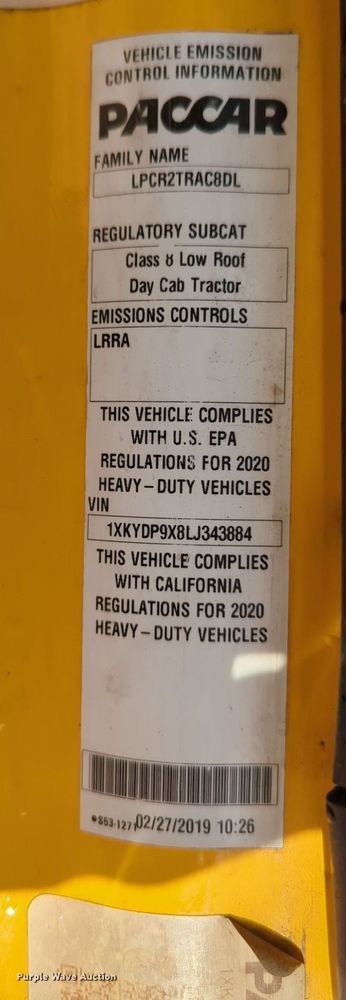 VEHICLE EMISSION
CONTROL INFORMATION
PACCAR
FAMILY NAME
LPCR2TRAC8DL
REGULATORY SUBCAT
Class 8 Low Roof
Day Cab Tractor
EMISSIONS CONTROLS
LRRA
THIS VEHICLE COMPLIES
WITH U.S. EPA
REGULATIONS FOR 2020
HEAVY-DUTY VEHICLES
VIN
1XKYDP9X8LJ343884
THIS VEHICLE COMPLIES
WITH CALIFORNIA
REGULATIONS FOR 2020
HEAVY-DUTY VEHICLES
S53-1271 02/27/2019 10:26
Purple Wave Auction